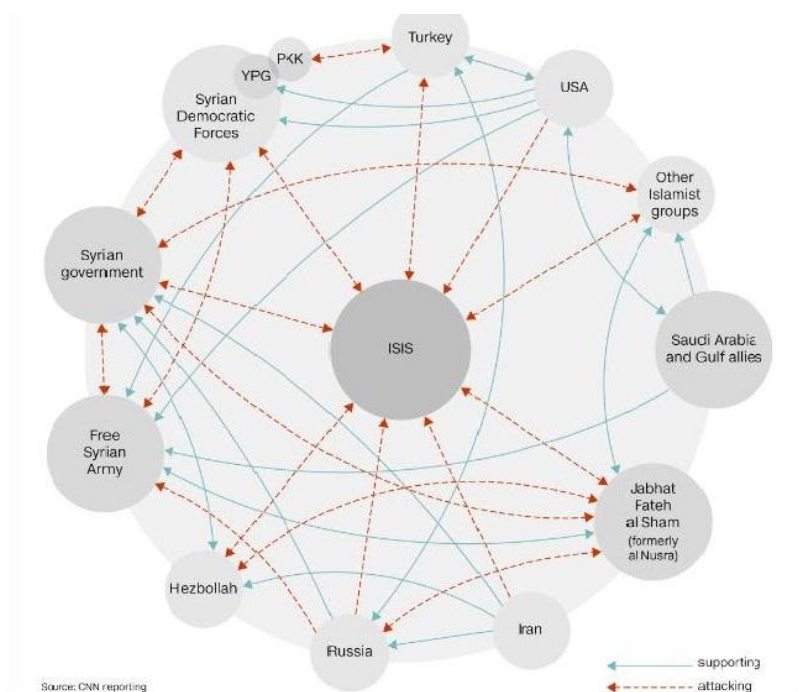 Turkey
PKK
YPG
USA
Syrian
Democratic
Forces
Other
Islamist
groups
Syrian
government
ISIS
Saudi Arabia
and Gulf allies
Free
Syrian
Army
Jabhat
Fateh
al Sham
(formerly
al Nusra)
Hezbollah
Iran
Russia
supporting
attacking
Source: CNN reporting